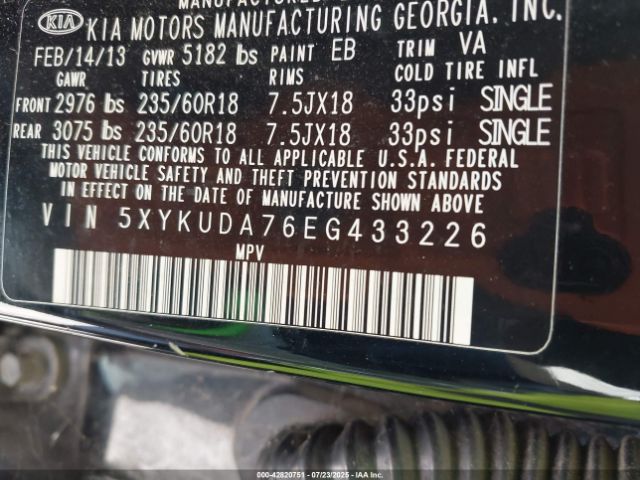 MANUFACTURED
KIA KIA MOTORS MANUFACTURING GEORGIA, INC.
FEB/14/13 GVWR 5182 lbs PAINT EB TRIM VA
GAWR TIRES RIMS COLD TIRE INFL
FRONT 2976 lbs 235/60R18 7.5JX18 33psi SINGLE
REAR 3075 lbs 235/60R18 7.5JX18 33psi SINGLE
THIS VEHICLE CONFORMS TO ALL APPLICABLE U.S.A. FEDERAL
MOTOR VEHICLE SAFETY AND THEFT PREVENTION STANDARDS
IN EFFECT ON THE DATE OF MANUFACTURE SHOWN ABOVE
VIN 5XYKUDA76EG433226
MPV
000-42820751 - 07/23/2025 - IAAI